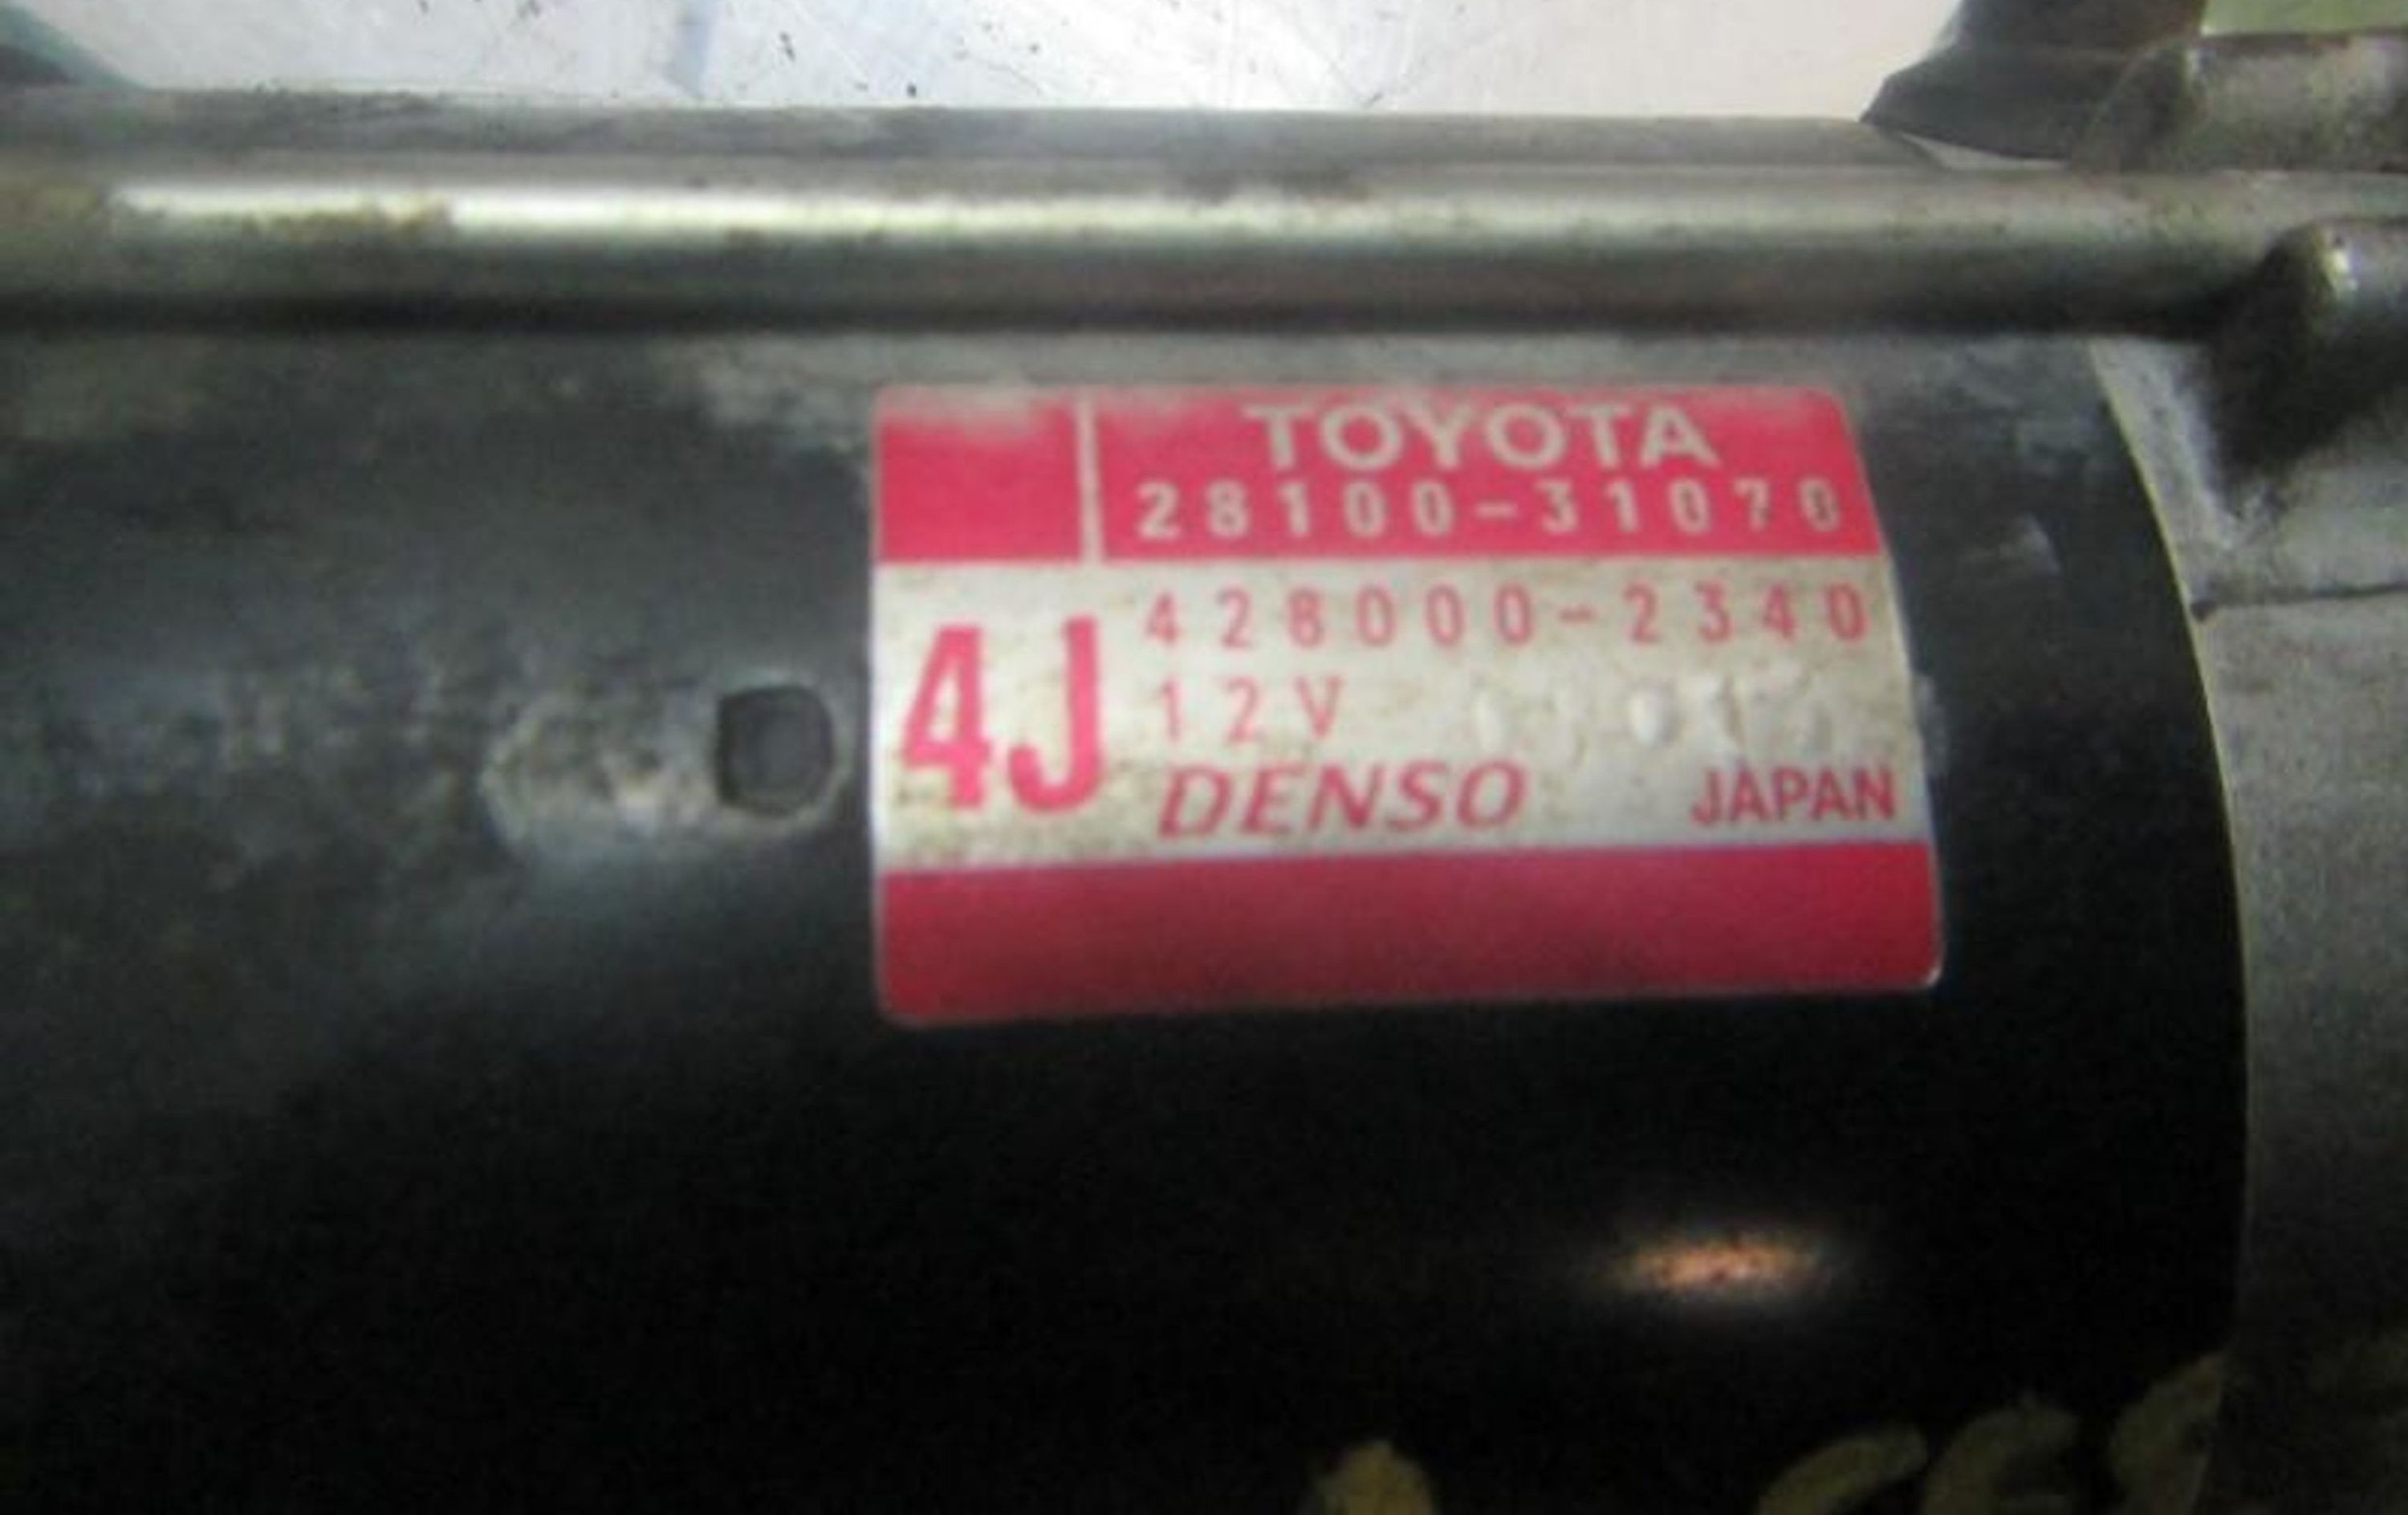 TOYOTA
28100-31070
428000-2340
4J
12V
DENSO JAPAN